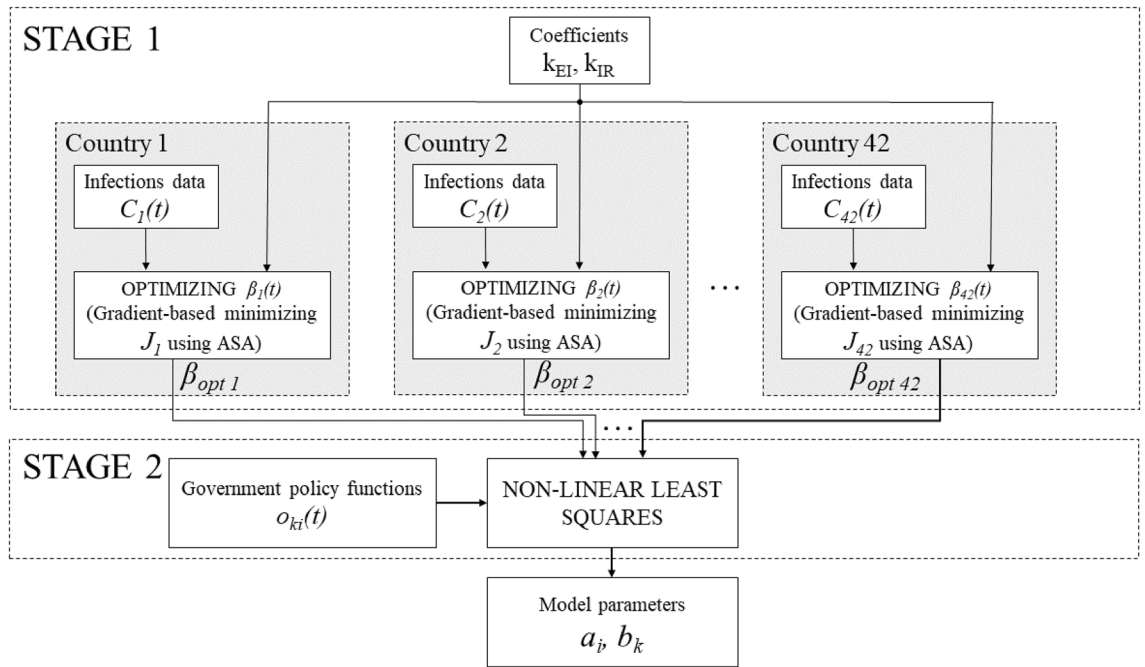 STAGE 1
Coefficients
k_EI, k_IR
Country 1
Infections data
C_1(t)
OPTIMIZING β_1(t)
(Gradient-based minimizing
J_1 using ASA)
β_opt 1
Country 2
Infections data
C_2(t)
OPTIMIZING β_2(t)
(Gradient-based minimizing
J_2 using ASA)
β_opt 2
...
Country 42
Infections data
C_42(t)
OPTIMIZING β_42(t)
(Gradient-based minimizing
J_42 using ASA)
β_opt 42
...
STAGE 2
Government policy functions
o_ki(t)
NON-LINEAR LEAST
SQUARES
Model parameters
a_i, b_k